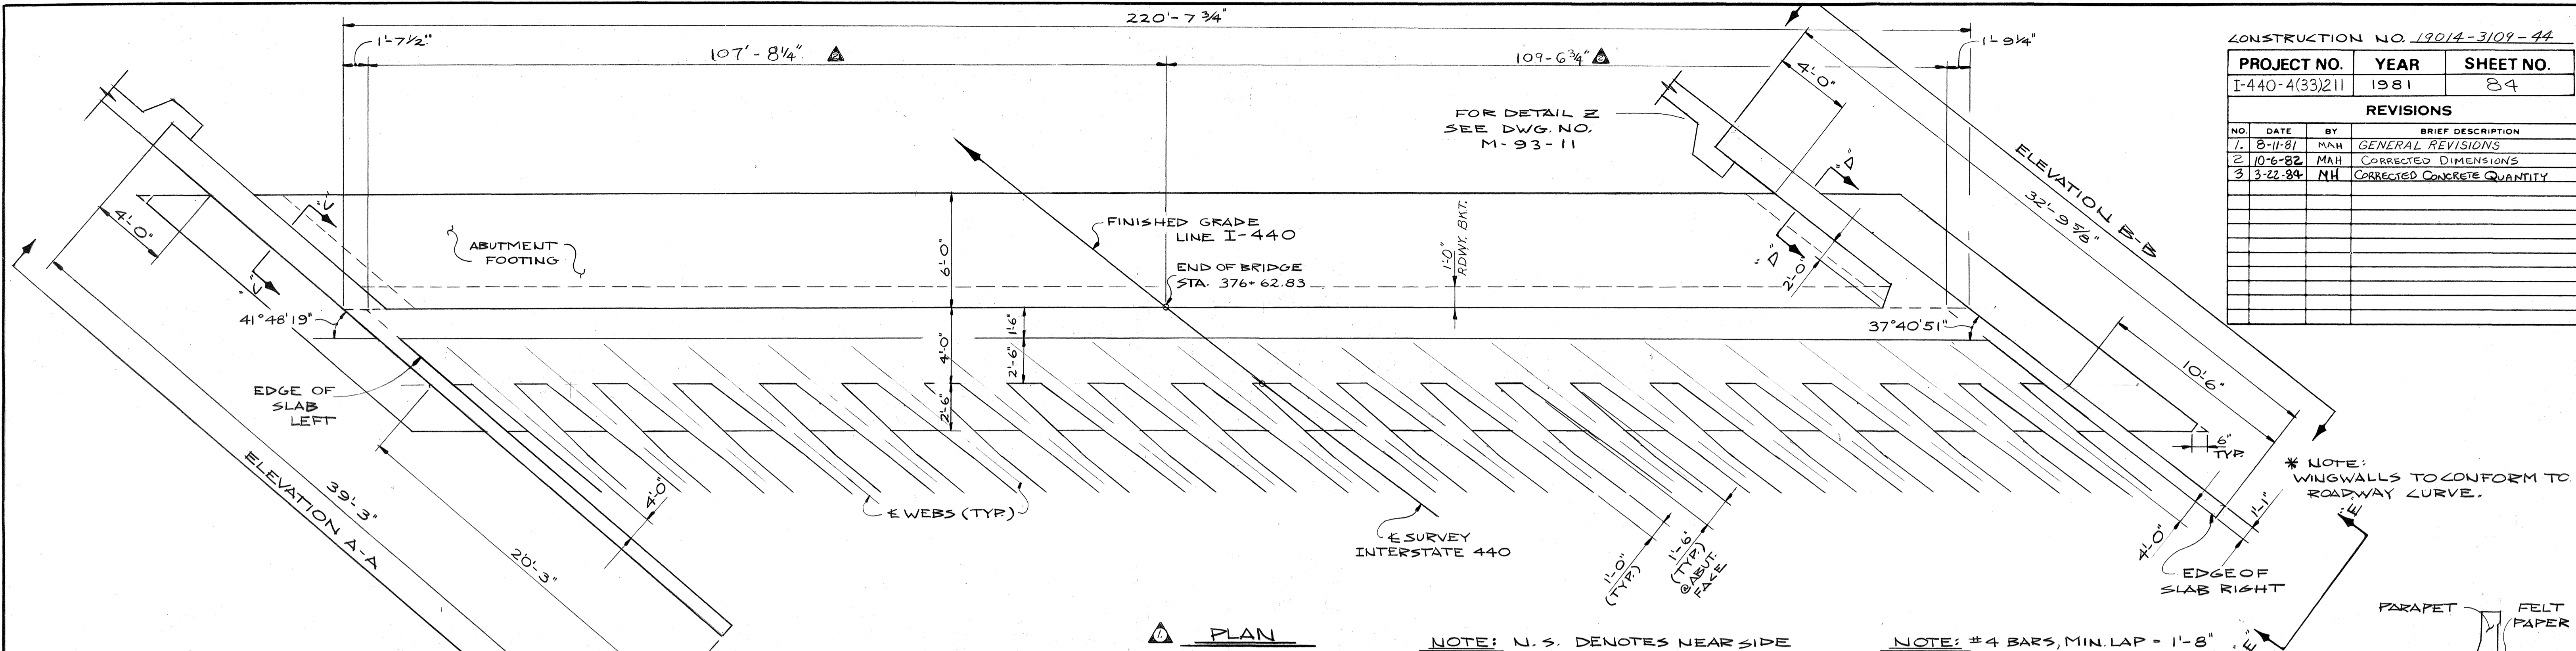 220'-7 3/4"
1'-7 1/2"
107'-8 1/4" 2
109-6 3/4" 2
1'-9 1/4"
CONSTRUCTION NO. 19014-3109-44
PROJECT NO. YEAR SHEET NO.
I-440-4(33)211 1981 84
REVISIONS
NO. DATE BY BRIEF DESCRIPTION
1. 8-11-81 MAH GENERAL REVISIONS
2 10-6-82 MAH CORRECTED DIMENSIONS
3 3-22-84 MH CORRECTED CONCRETE QUANTITY
4'-0"
FOR DETAIL Z
SEE DWG. NO.
M-93-11
ELEVATION B-B
32'-9 5/8"
"D"
"D"
2'-0"
"C"
"C"
4'-0"
ABUTMENT
FOOTING
6'-0"
FINISHED GRADE
LINE I-440
END OF BRIDGE
STA. 376+62.83
1'-0"
RDWY. BKT.
41°48'19"
37°40'51"
1'-6"
4'-0"
2'-6"
2'-6"
EDGE OF
SLAB
LEFT
10'-6"
6"
TYP.
* NOTE:
WINGWALLS TO CONFORM TO
ROADWAY CURVE.
ELEVATION A-A
39'-3"
20'-3"
4'-0"
℄ WEBS (TYP.)
℄ SURVEY
INTERSTATE 440
1'-0"
(TYP.)
1'-6"
(TYP.)
@ ABUT.
FACE
4'-0"
1'-1"
"E"
EDGE OF
SLAB RIGHT
"E"
PARAPET
FELT
PAPER
1. PLAN
NOTE: N.S. DENOTES NEAR SIDE
NOTE: #4 BARS, MIN. LAP = 1'-8"